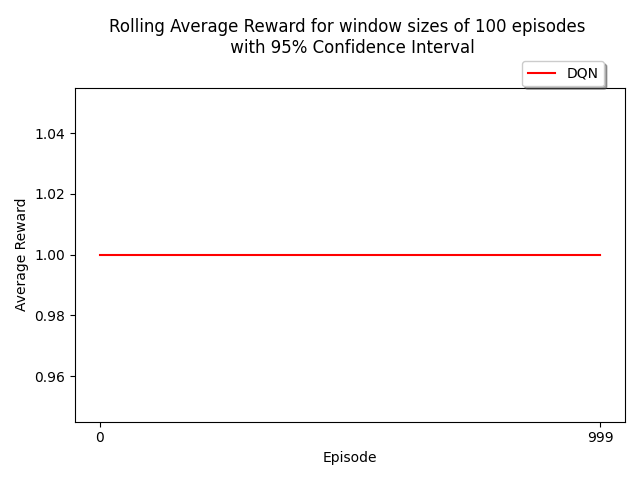 Rolling Average Reward for window sizes of 100 episodes
with 95% Confidence Interval
DQN
1.04
1.02
1.00
0.98
0.96
Average Reward
0
999
Episode